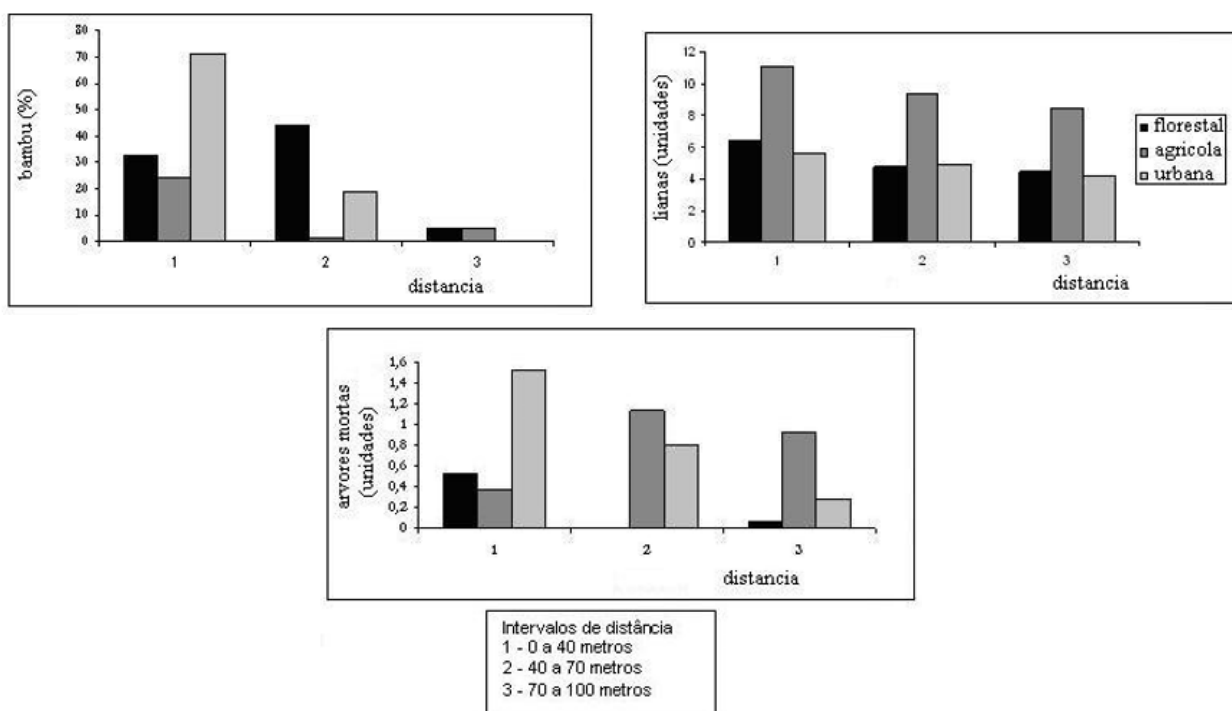 80
70
60
50
40
30
20
10
0
bambu (%)
1 2 3
distancia
12
10
8
6
4
2
0
lianas (unidades)
1 2 3
distancia
florestal
agricola
urbana
1,6
1,4
1,2
1
0,8
0,6
0,4
0,2
0
arvores mortas
(unidades)
1 2 3
distancia
Intervalos de distância
1 - 0 a 40 metros
2 - 40 a 70 metros
3 - 70 a 100 metros